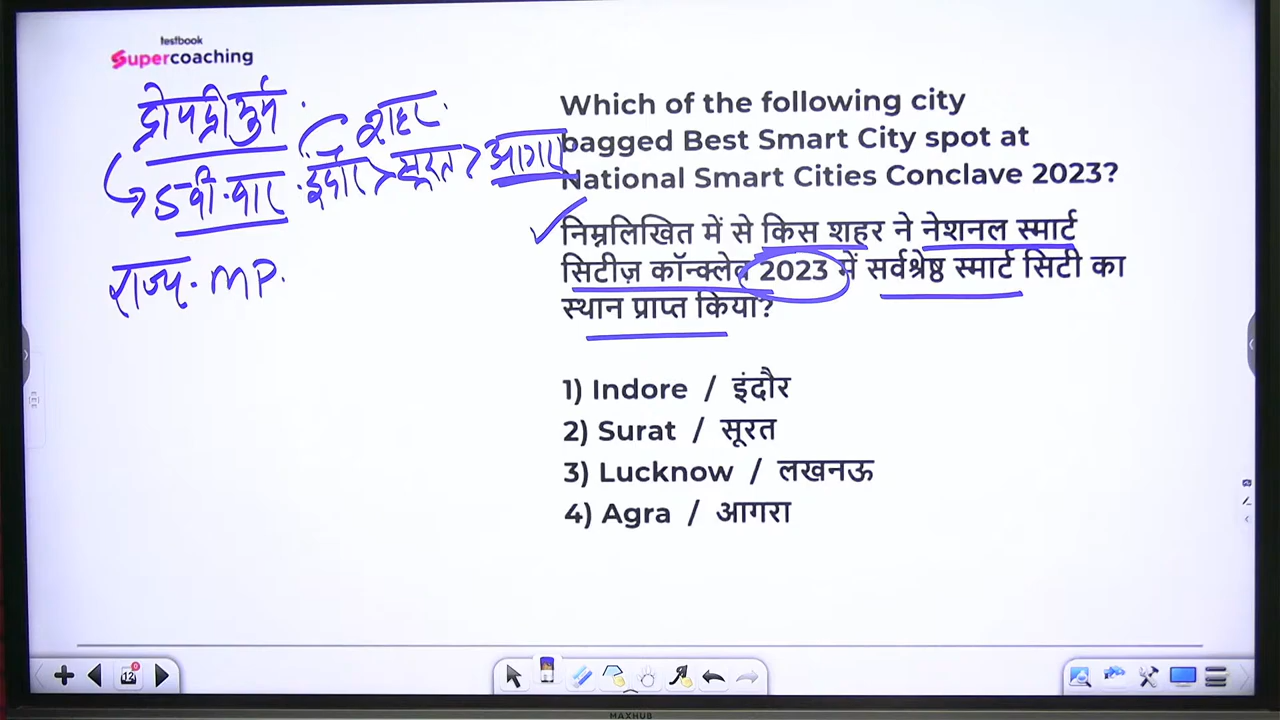 testbook
Supercoaching
द्रोपद्री मुर्मू
5वी. बार
शहर.
इंदौर > सूरत > आगरा
राज्य. MP.
Which of the following city
bagged Best Smart City spot at
National Smart Cities Conclave 2023?
निम्नलिखित में से किस शहर ने नेशनल स्मार्ट
सिटीज़ कॉन्क्लेव 2023 में सर्वश्रेष्ठ स्मार्ट सिटी का
स्थान प्राप्त किया?
1) Indore / इंदौर
2) Surat / सूरत
3) Lucknow / लखनऊ
4) Agra / आगरा
12
MAXHUB